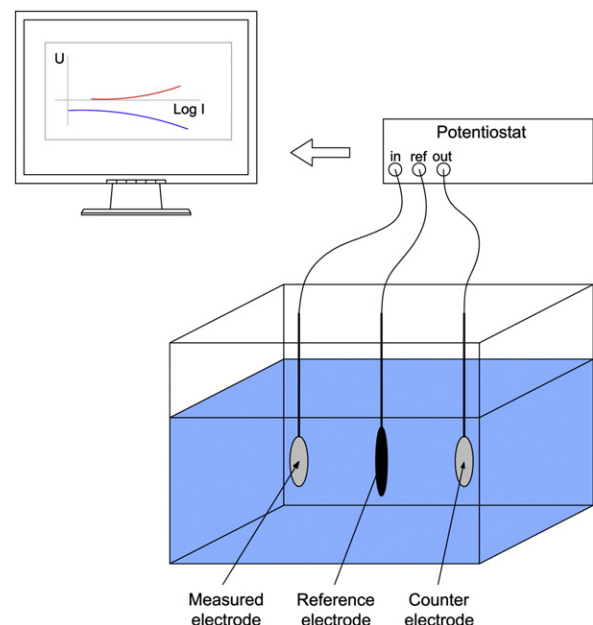 U
Log I
Potentiostat
in ref out
Measured
electrode
Reference
electrode
Counter
electrode